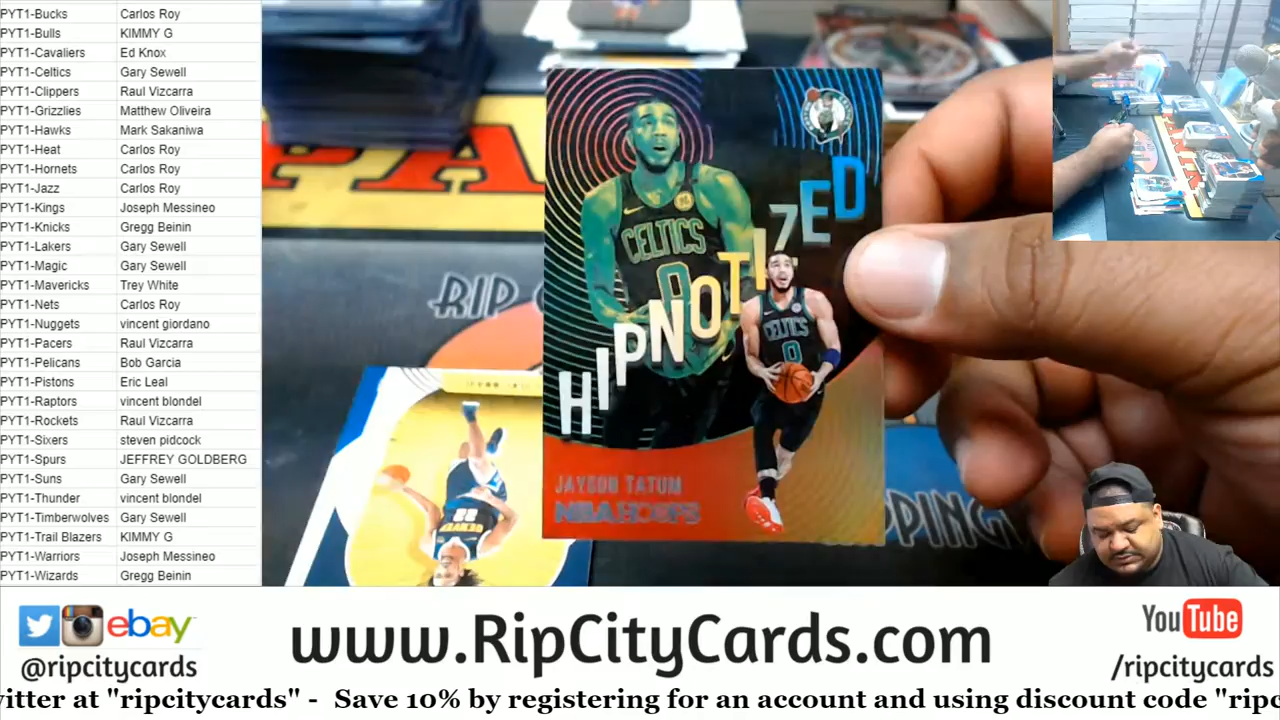 PYT1-Bucks Carlos Roy
PYT1-Bulls KIMMY G
PYT1-Cavaliers Ed Knox
PYT1-Celtics Gary Sewell
PYT1-Clippers Raul Vizcarra
PYT1-Grizzlies Matthew Oliveira
PYT1-Hawks Mark Sakaniwa
PYT1-Heat Carlos Roy
PYT1-Hornets Carlos Roy
PYT1-Jazz Carlos Roy
PYT1-Kings Joseph Messineo
PYT1-Knicks Gregg Beinin
PYT1-Lakers Gary Sewell
PYT1-Magic Gary Sewell
PYT1-Mavericks Trey White
PYT1-Nets Carlos Roy
PYT1-Nuggets vincent giordano
PYT1-Pacers Raul Vizcarra
PYT1-Pelicans Bob Garcia
PYT1-Pistons Eric Leal
PYT1-Raptors vincent blondel
PYT1-Rockets Raul Vizcarra
PYT1-Sixers steven pidcock
PYT1-Spurs JEFFREY GOLDBERG
PYT1-Suns Gary Sewell
PYT1-Thunder vincent blondel
PYT1-Timberwolves Gary Sewell
PYT1-Trail Blazers KIMMY G
PYT1-Warriors Joseph Messineo
PYT1-Wizards Gregg Beinin
RIP
HIPNOTIZED
CELTICS
0
CELTICS
0
JAYSON TATUM
NBA HOOPS
PPING
ebay
@ripcitycards
www.RipCityCards.com
YouTube
/ripcitycards
witter at "ripcitycards" - Save 10% by registering for an account and using discount code "ripc